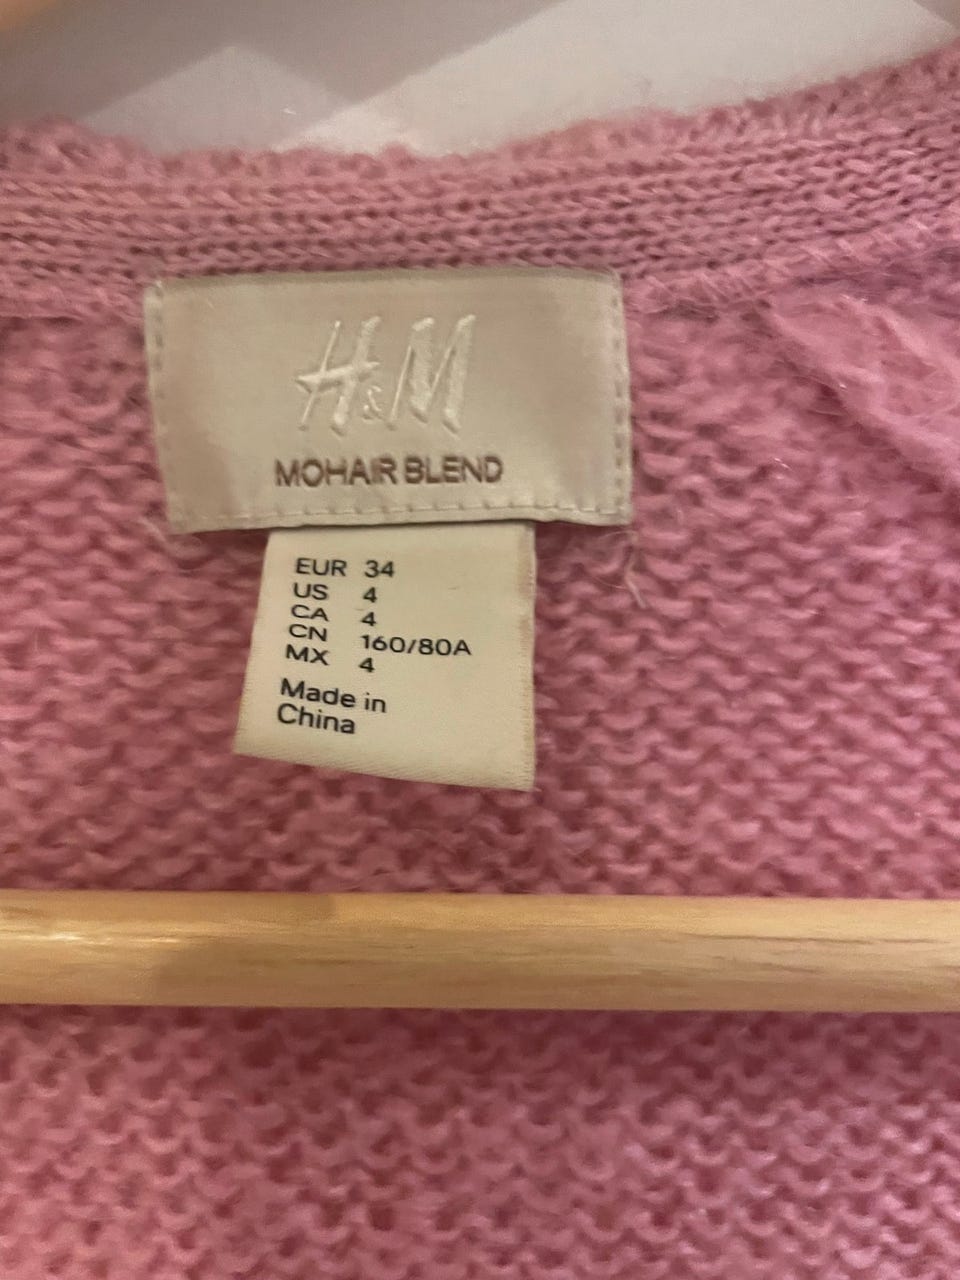 H&M
MOHAIR BLEND
EUR 34
US 4
CA 4
CN 160/80A
MX 4
Made in
China